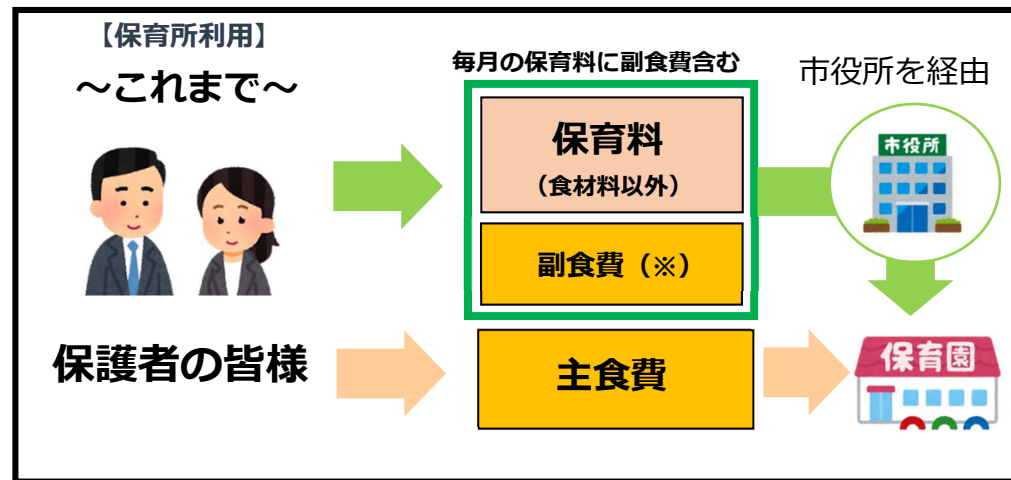 【保育所利用】
～これまで～
毎月の保育料に副食費含む
市役所を経由
保育料
（食材料以外）
市役所
副食費（※）
保護者の皆様
主食費
保育園